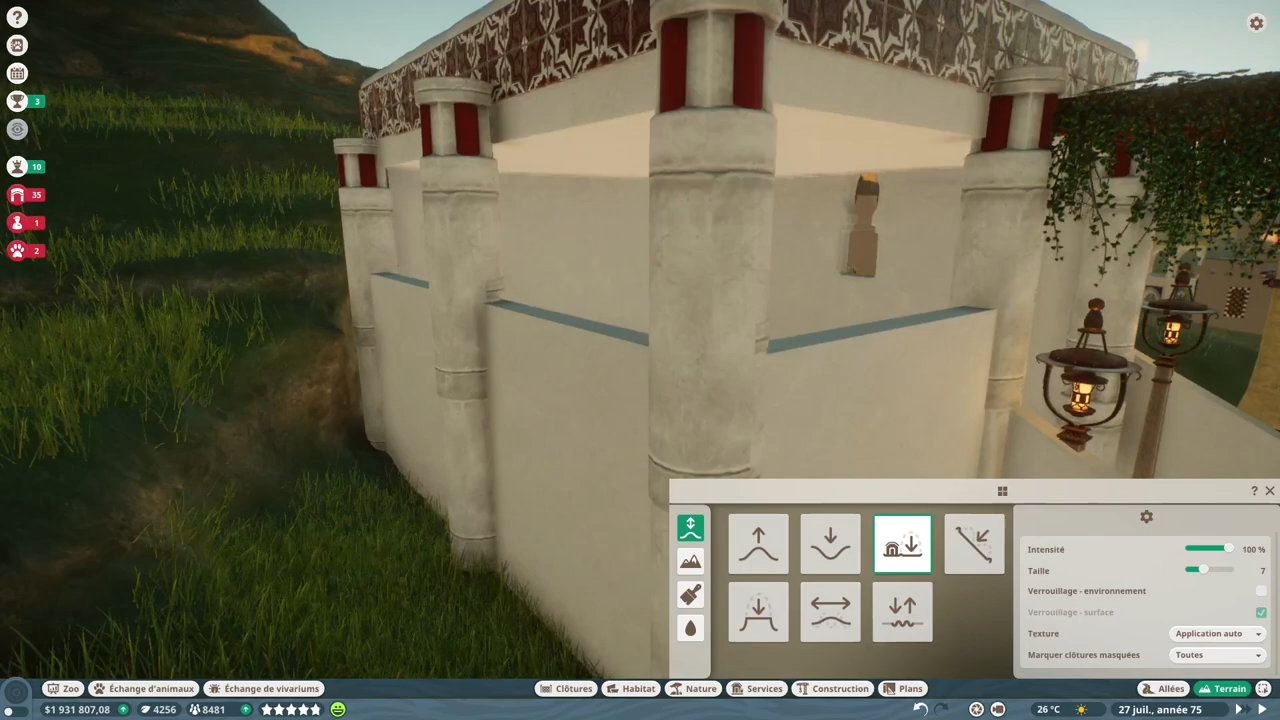 ?
3
10
35
1
2
? ×
Intensité 100 %
Taille 7
Verrouillage - environnement
Verrouillage - surface
Texture Application auto
Marquer clôtures masquées Toutes
Zoo Échange d'animaux Échange de vivariums Clôtures Habitat Nature Services Construction Plans Allées Terrain
$1 931 807,08 4256 8481 26 °C 27 juil., année 75